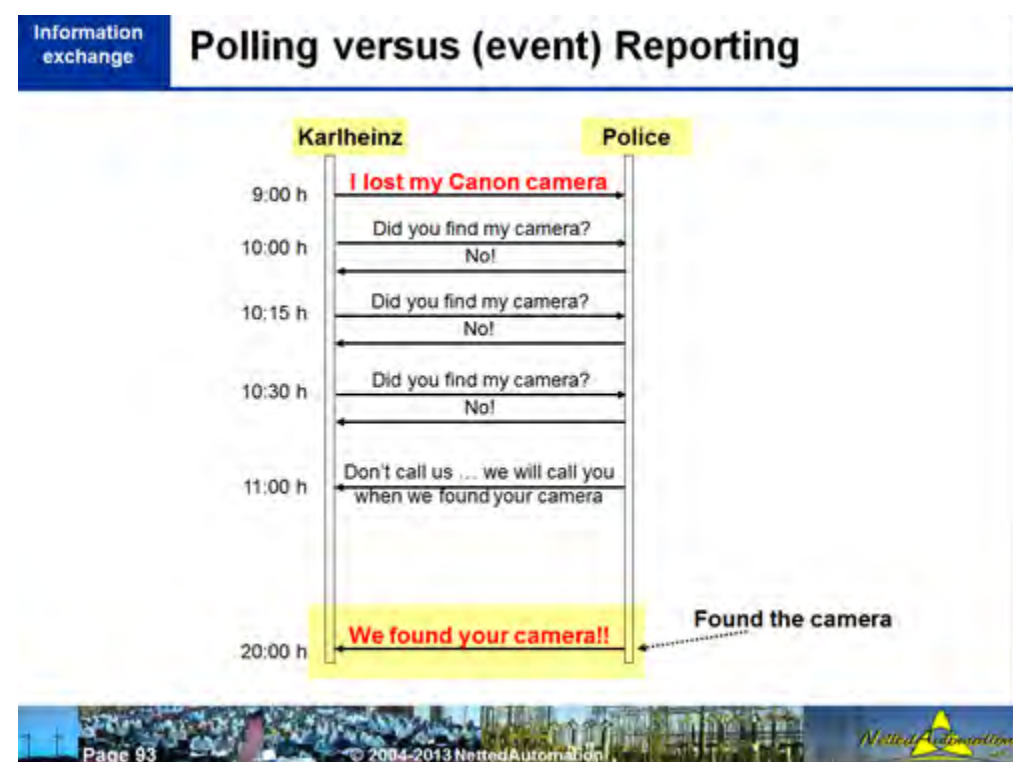 Information
exchange
Polling versus (event) Reporting
Karlheinz
Police
I lost my Canon camera
9:00 h
Did you find my camera?
10:00 h
No!
Did you find my camera?
10:15 h
No!
Did you find my camera?
10:30 h
No!
Don't call us … we will call you
11:00 h
when we found your camera
Found the camera
We found your camera!!
20:00 h
Page 93
© 2004-2013 NettedAutomation
NettedAutomation